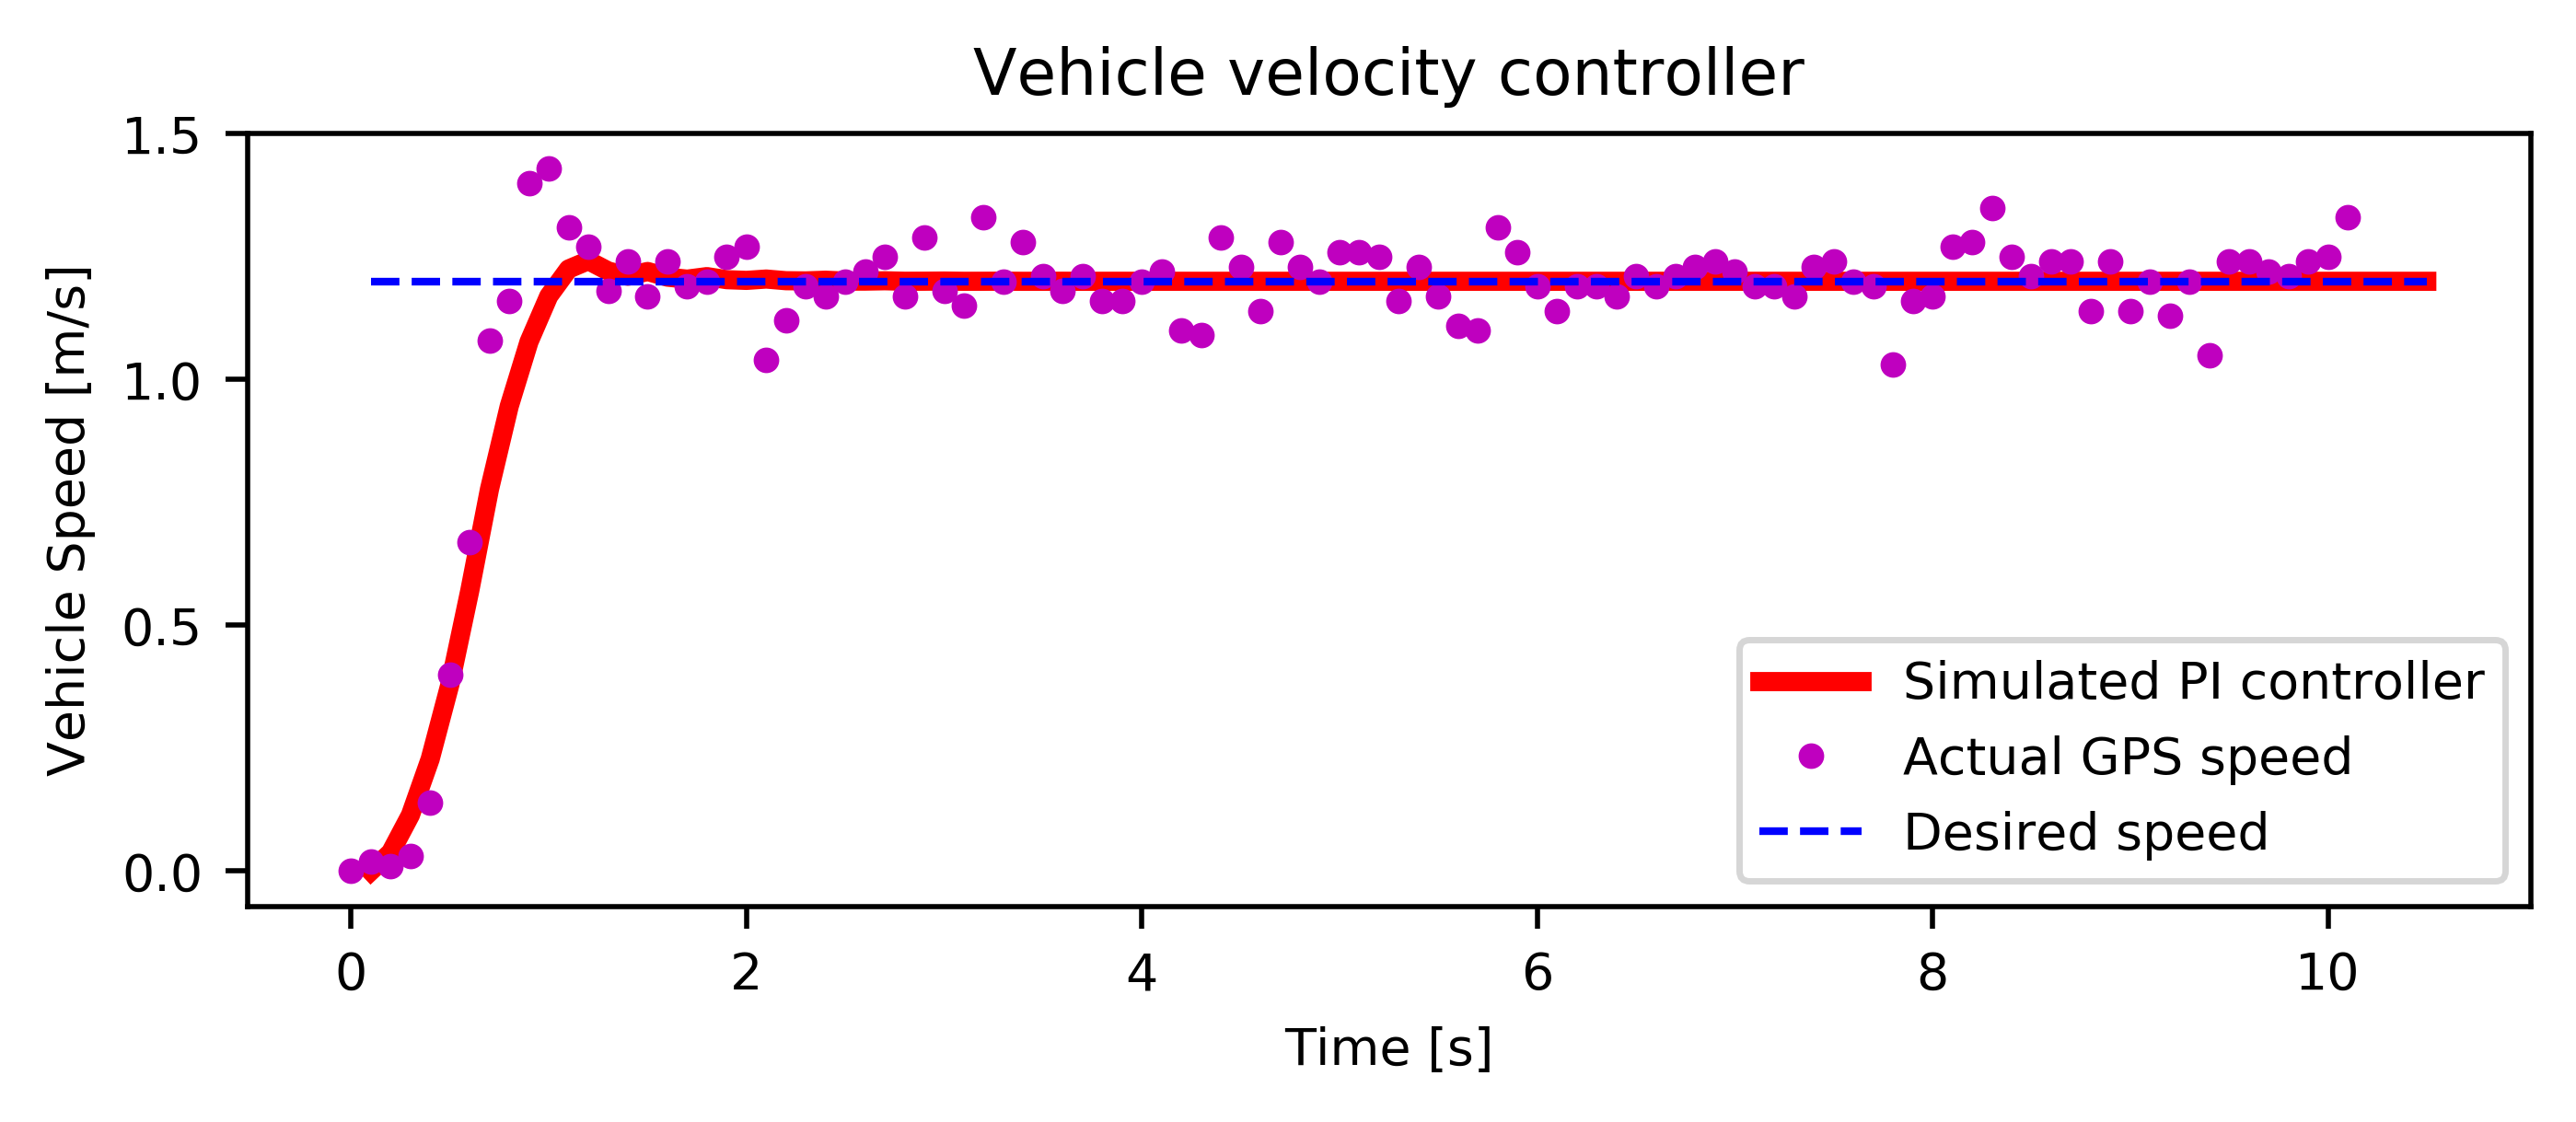 Vehicle velocity controller
1.5
1.0
0.5
0.0
Vehicle Speed [m/s]
Simulated PI controller
Actual GPS speed
Desired speed
0 2 4 6 8 10
Time [s]